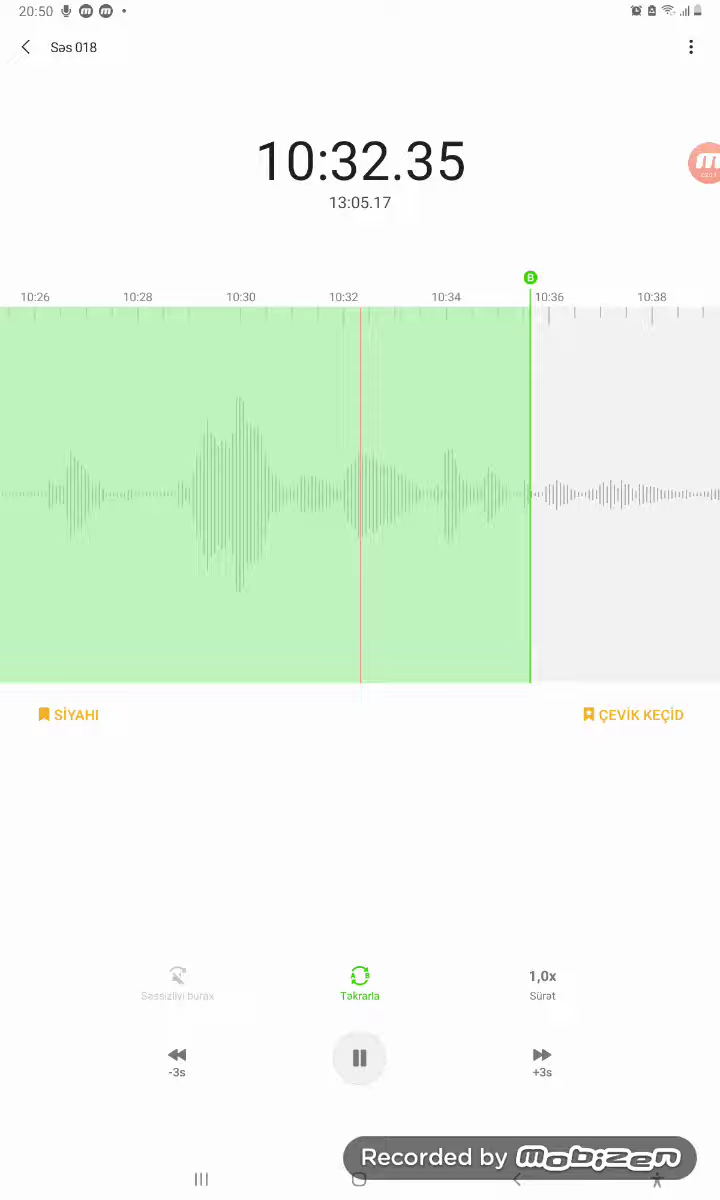 20:50
Səs 018
10:32.35
13:05.17
B
10:26 10:28 10:30 10:32 10:34 10:36 10:38
SİYAHI ÇEVİK KEÇİD
A B 1,0x
Səssizliyi burax Təkrarla Sürət
-3s +3s
Recorded by mobizen